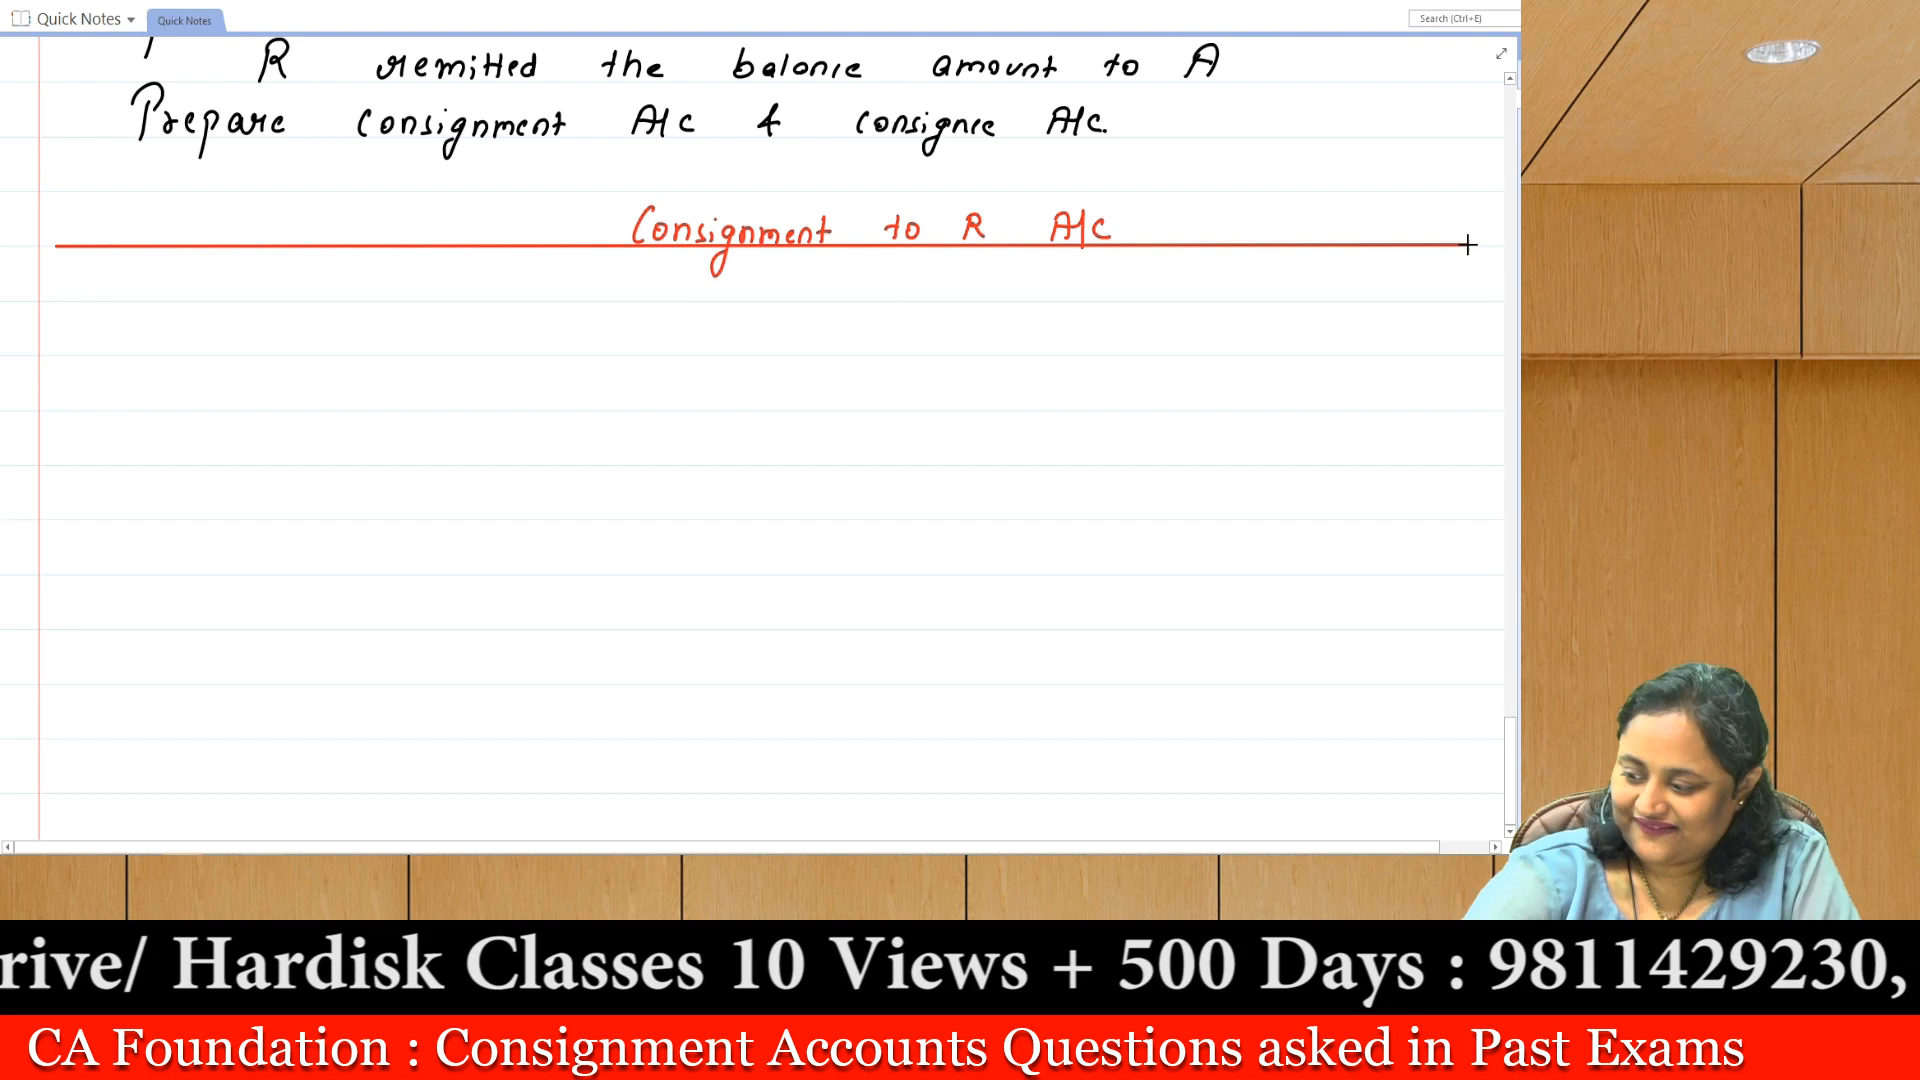 Quick Notes
Quick Notes
Search (Ctrl+E)
R remitted the balance amount to A
Prepare consignment A/c & consignee A/c.
Consignment to R A/c
rive/ Hardisk Classes 10 Views + 500 Days : 9811429230,
CA Foundation : Consignment Accounts Questions asked in Past Exams